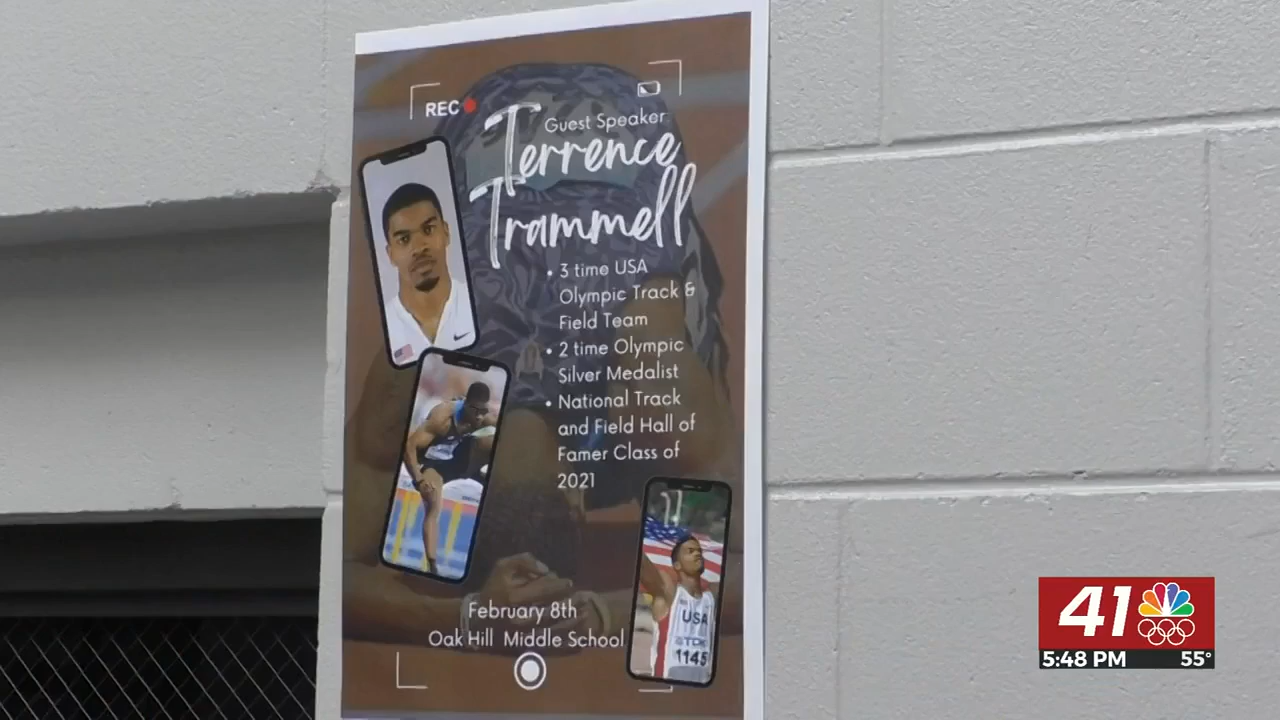 REC
Guest Speaker
Terrence
Trammell
• 3 time USA
Olympic Track &
Field Team
• 2 time Olympic
Silver Medalist
• National Track
and Field Hall of
Famer Class of
2021
USA
TDK
1145
February 8th
Oak Hill Middle School
41
5:48 PM 55°